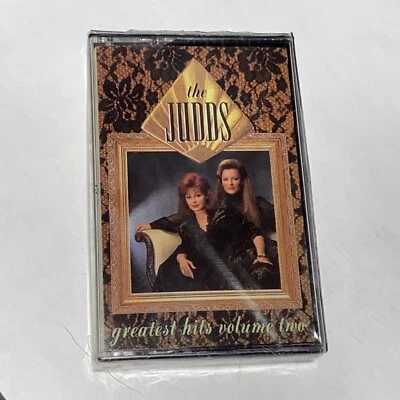 the
JUDDS
greatest hits volume two